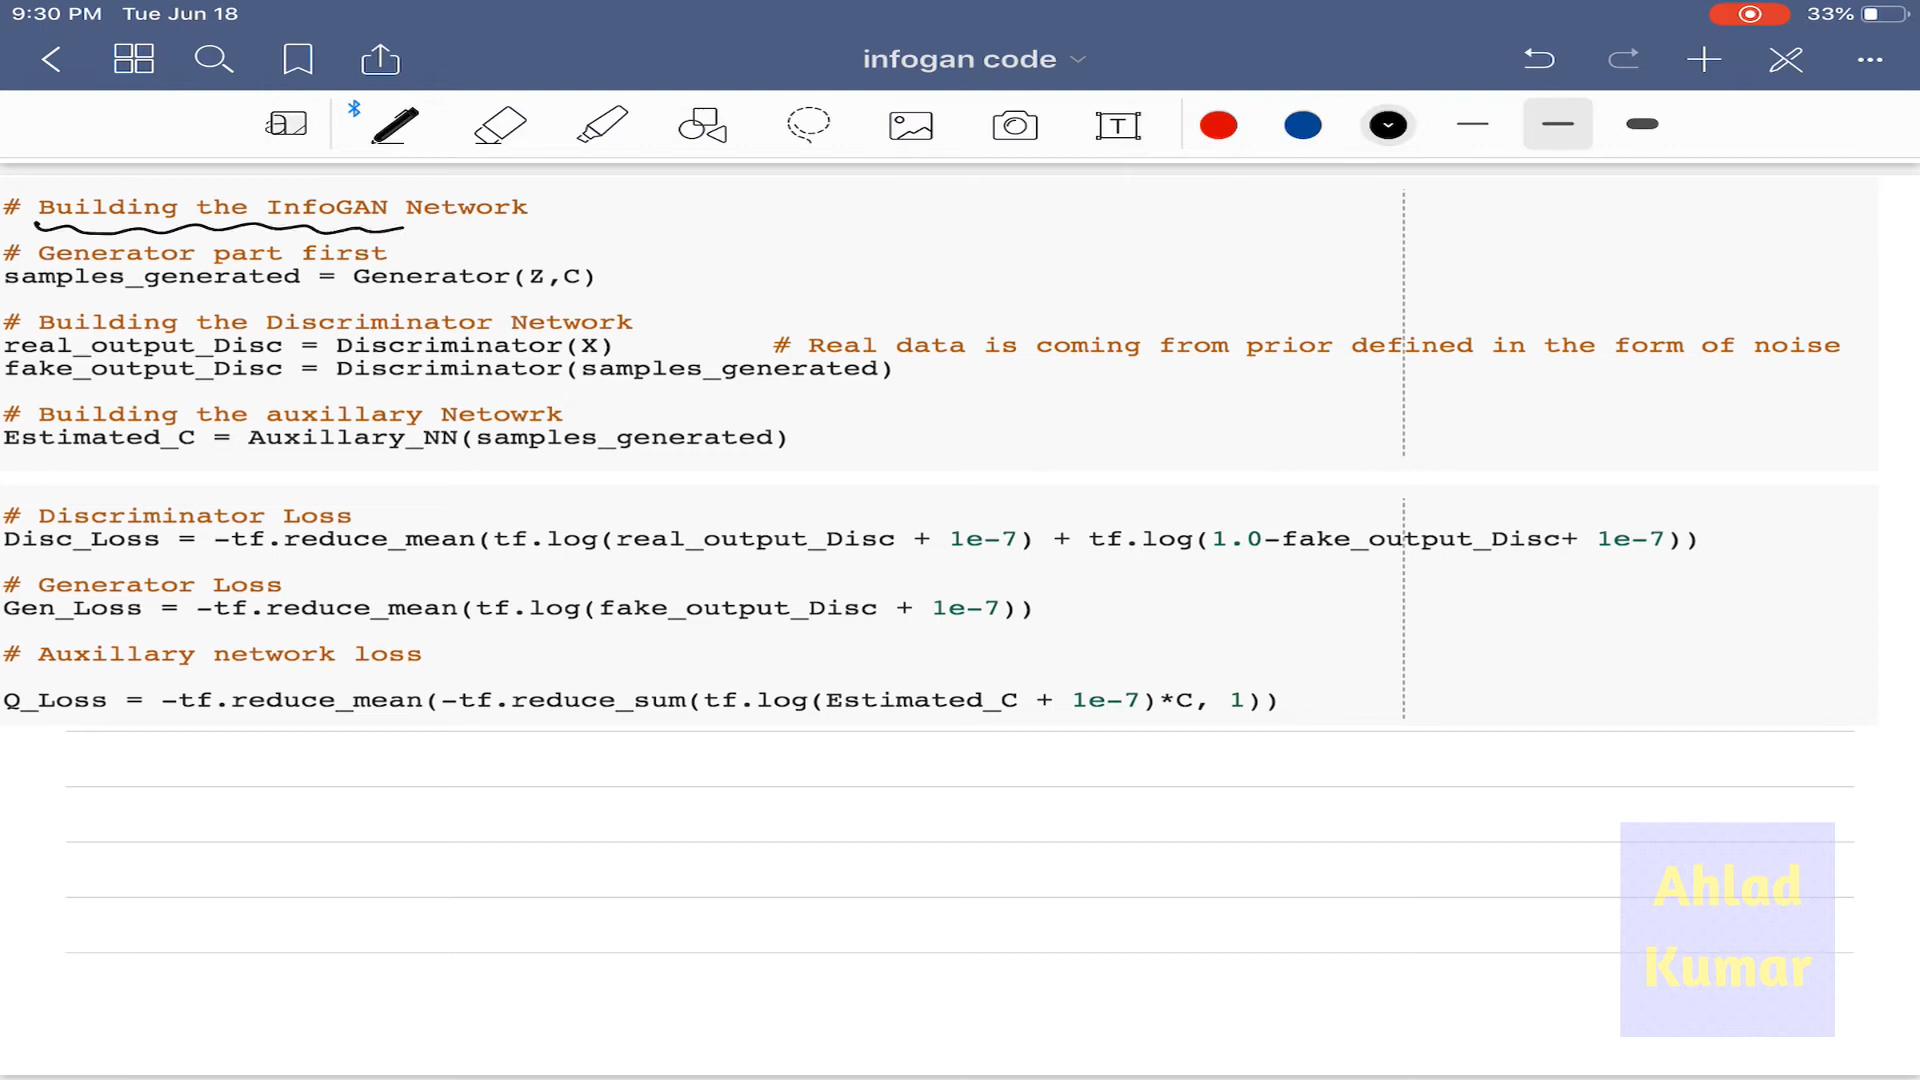 9:30 PM Tue Jun 18
33%
infogan code
T
# Building the InfoGAN Network
# Generator part first
samples_generated = Generator(Z,C)
# Building the Discriminator Network
real_output_Disc = Discriminator(X) # Real data is coming from prior defined in the form of noise
fake_output_Disc = Discriminator(samples_generated)
# Building the auxillary Netowrk
Estimated_C = Auxillary_NN(samples_generated)
# Discriminator Loss
Disc_Loss = -tf.reduce_mean(tf.log(real_output_Disc + 1e-7) + tf.log(1.0-fake_output_Disc+ 1e-7))
# Generator Loss
Gen_Loss = -tf.reduce_mean(tf.log(fake_output_Disc + 1e-7))
# Auxillary network loss
Q_Loss = -tf.reduce_mean(-tf.reduce_sum(tf.log(Estimated_C + 1e-7)*C, 1))
Ahlad
Kumar